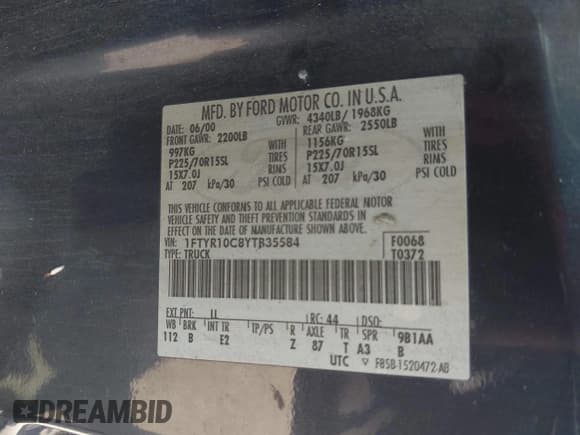 MFD. BY FORD MOTOR CO. IN U.S.A.
DATE: 06/00 GVWR: 4340LB/ 1968KG
FRONT GAWR: 2200LB REAR GAWR: 2550LB
997KG WITH 1156KG WITH
P225/70R15SL TIRES P225/70R15SL TIRES
15X7.0J RIMS 15X7.0J RIMS
AT 207 kPa/30 PSI COLD AT 207 kPa/30 PSI COLD
THIS VEHICLE CONFORMS TO ALL APPLICABLE FEDERAL MOTOR
VEHICLE SAFETY AND THEFT PREVENTION STANDARDS IN
EFFECT ON THE DATE OF MANUFACTURE SHOWN ABOVE.
VIN: 1FTYR10C8YTB35584 F0068
TYPE: TRUCK T0372
EXT PNT: LL RC: 44 DSO:
WB BRK INT TR TP/PS R AXLE TR SPR 9B1AA
112 B E2 Z 87 T A3 B
UTC ▽ F85B-1520472-AB
DREAMBID